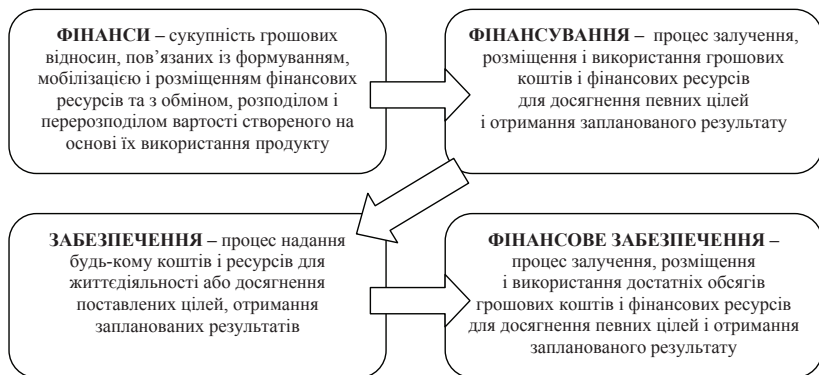 ФІНАНСИ – сукупність грошових
відносин, пов’язаних із формуванням,
мобілізацією і розміщенням фінансових
ресурсів та з обміном, розподілом і
перерозподілом вартості створеного на
основі їх використання продукту
ФІНАНСУВАННЯ – процес залучення,
розміщення і використання грошових
коштів і фінансових ресурсів
для досягнення певних цілей
і отримання запланованого результату
ЗАБЕЗПЕЧЕННЯ – процес надання
будь-кому коштів і ресурсів для
життєдіяльності або досягнення
поставлених цілей, отримання
запланованих результатів
ФІНАНСОВЕ ЗАБЕЗПЕЧЕННЯ –
процес залучення, розміщення
і використання достатніх обсягів
грошових коштів і фінансових ресурсів
для досягнення певних цілей і отримання
запланованого результату